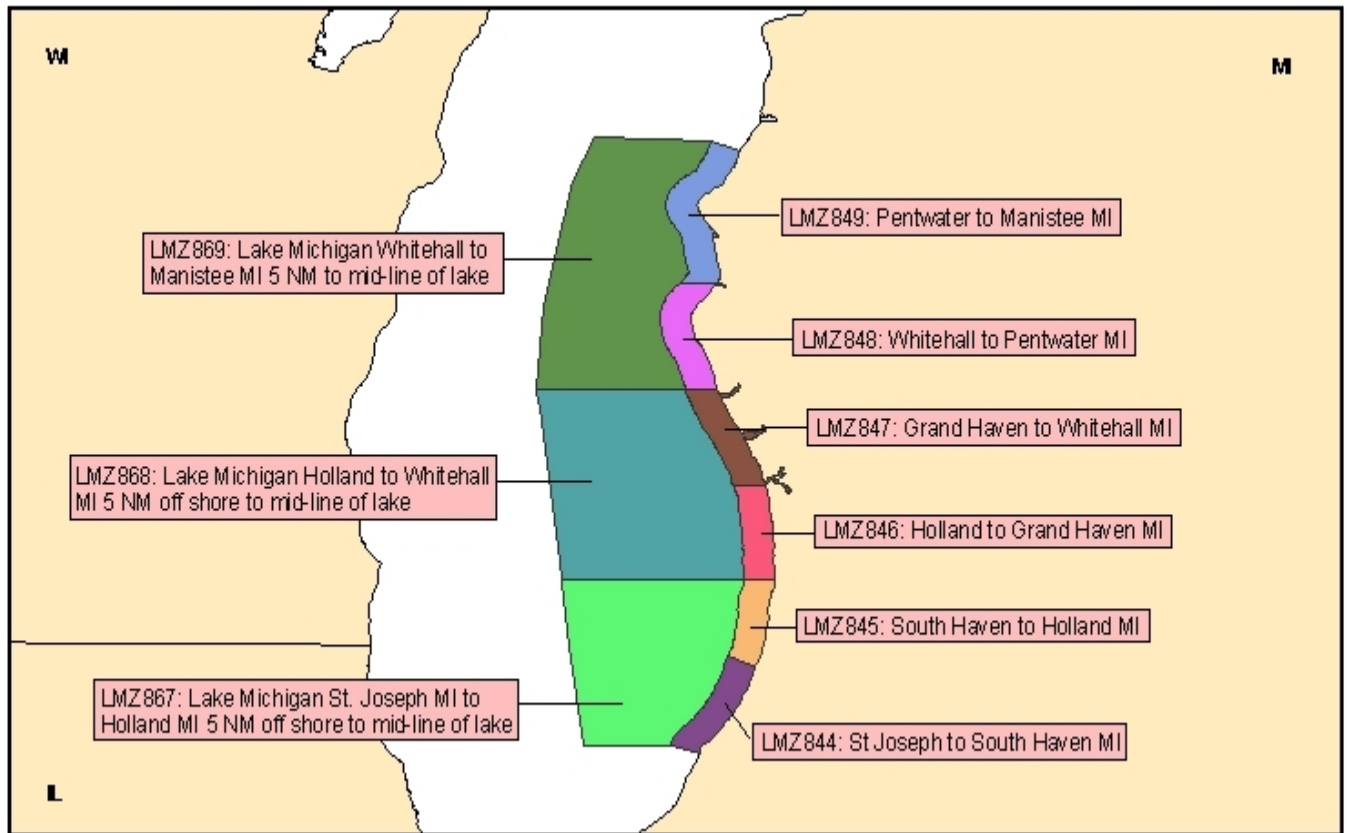 WI
M
LMZ849: Pentwater to Manistee MI
LMZ869: Lake Michigan Whitehall to
Manistee MI 5 NM to mid-line of lake
LMZ848: Whitehall to Pentwater MI
LMZ847: Grand Haven to Whitehall MI
LMZ868: Lake Michigan Holland to Whitehall
MI 5 NM off shore to mid-line of lake
LMZ846: Holland to Grand Haven MI
LMZ845: South Haven to Holland MI
LMZ867: Lake Michigan St. Joseph MI to
Holland MI 5 NM off shore to mid-line of lake
LMZ844: St Joseph to South Haven MI
IL